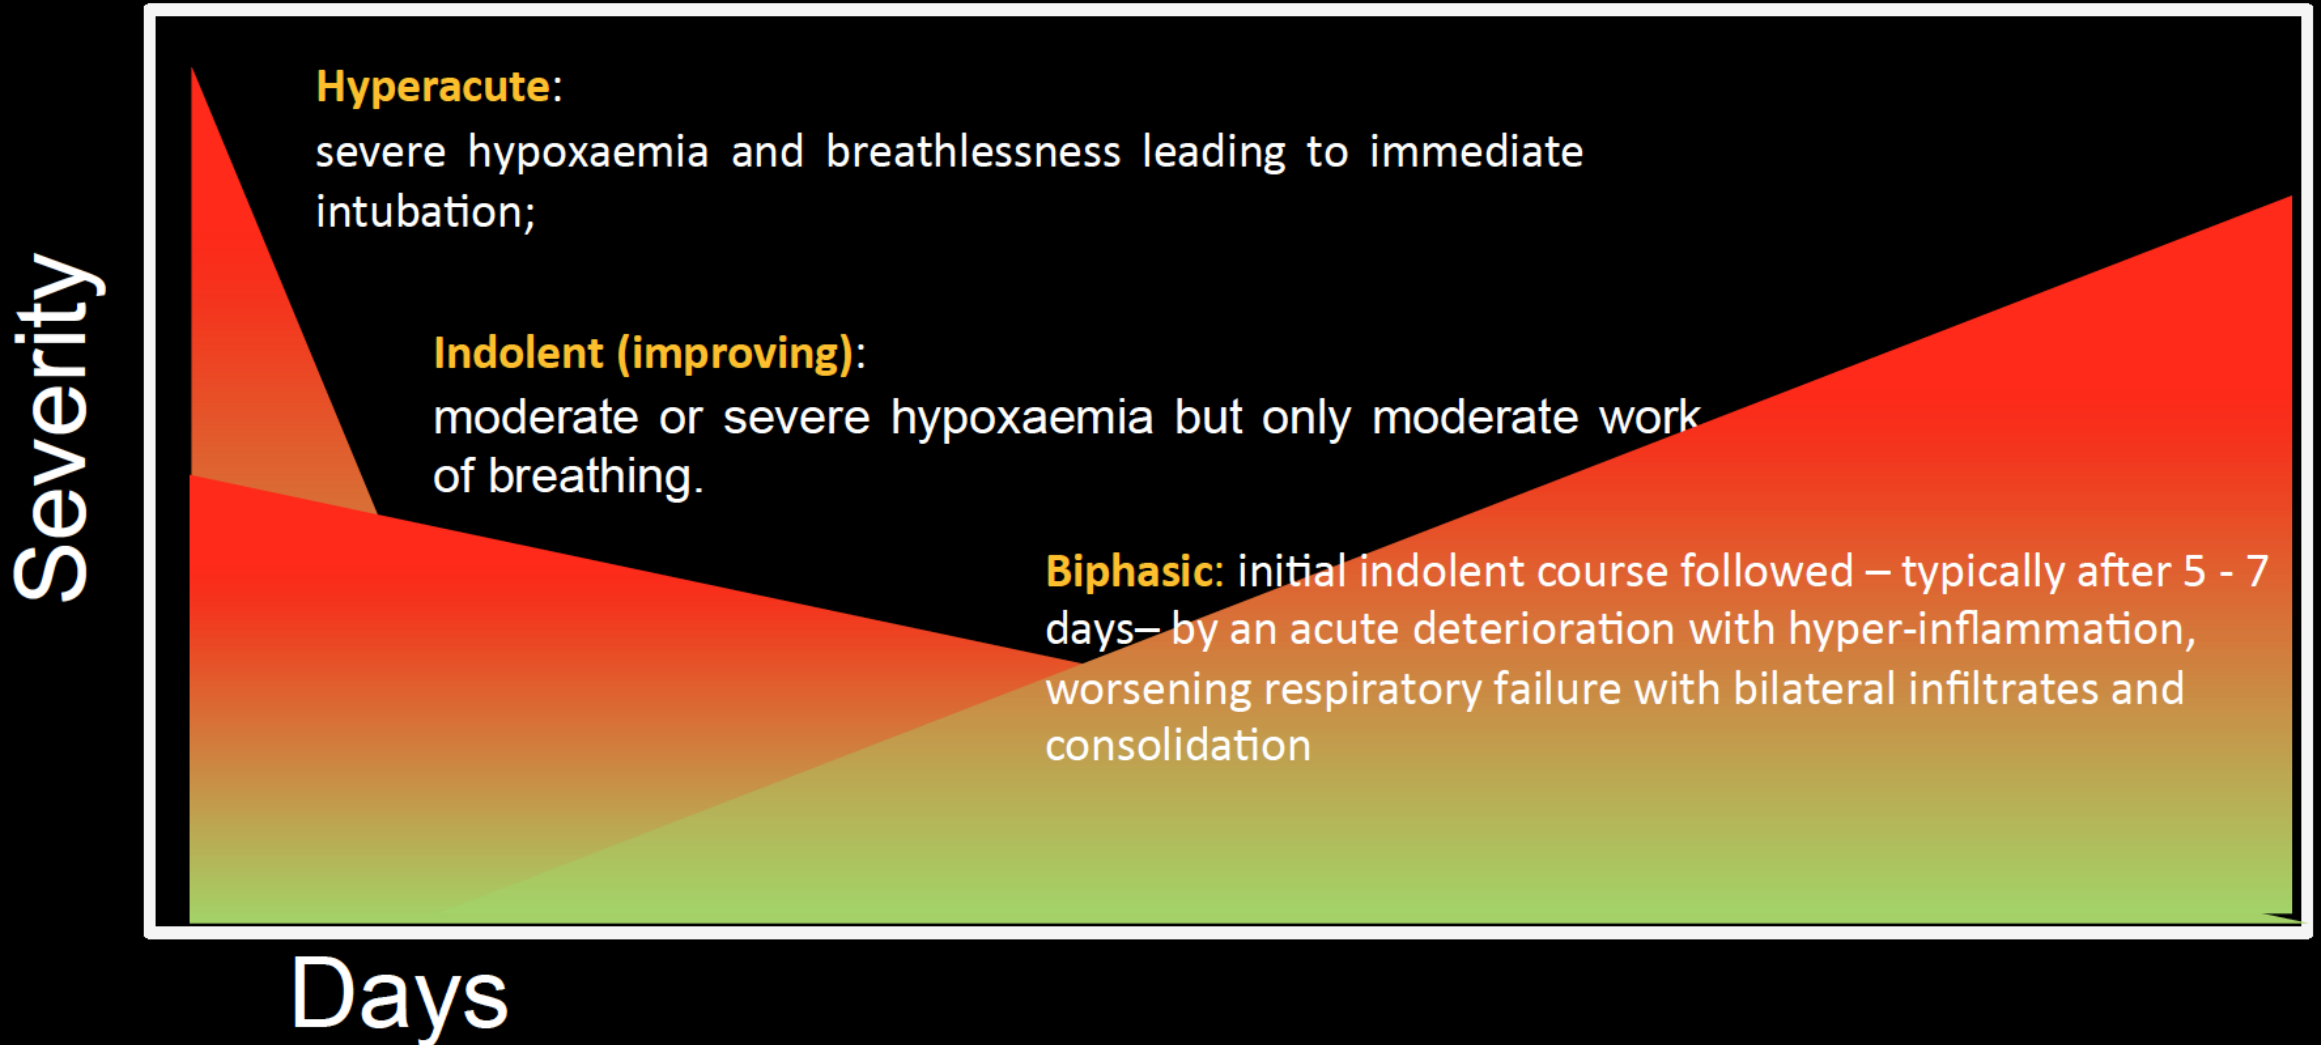 Hyperacute:
severe hypoxaemia and breathlessness leading to immediate
intubation;
Severity
Indolent (improving):
moderate or severe hypoxaemia but only moderate work
of breathing.
Biphasic: initial indolent course followed – typically after 5 - 7
days– by an acute deterioration with hyper-inflammation,
worsening respiratory failure with bilateral infiltrates and
consolidation
Days